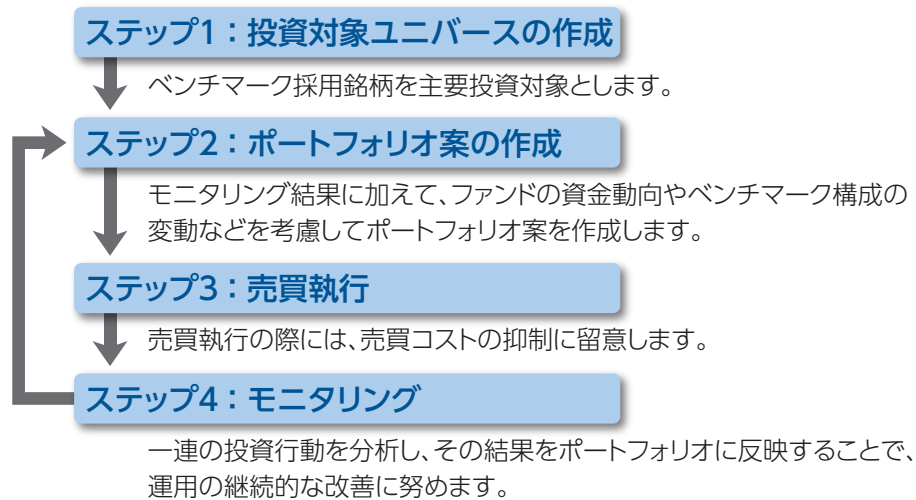 ステップ1：投資対象ユニバースの作成
ベンチマーク採用銘柄を主要投資対象とします。
ステップ2：ポートフォリオ案の作成
モニタリング結果に加えて、ファンドの資金動向やベンチマーク構成の
変動などを考慮してポートフォリオ案を作成します。
ステップ3：売買執行
売買執行の際には、売買コストの抑制に留意します。
ステップ4：モニタリング
一連の投資行動を分析し、その結果をポートフォリオに反映することで、
運用の継続的な改善に努めます。